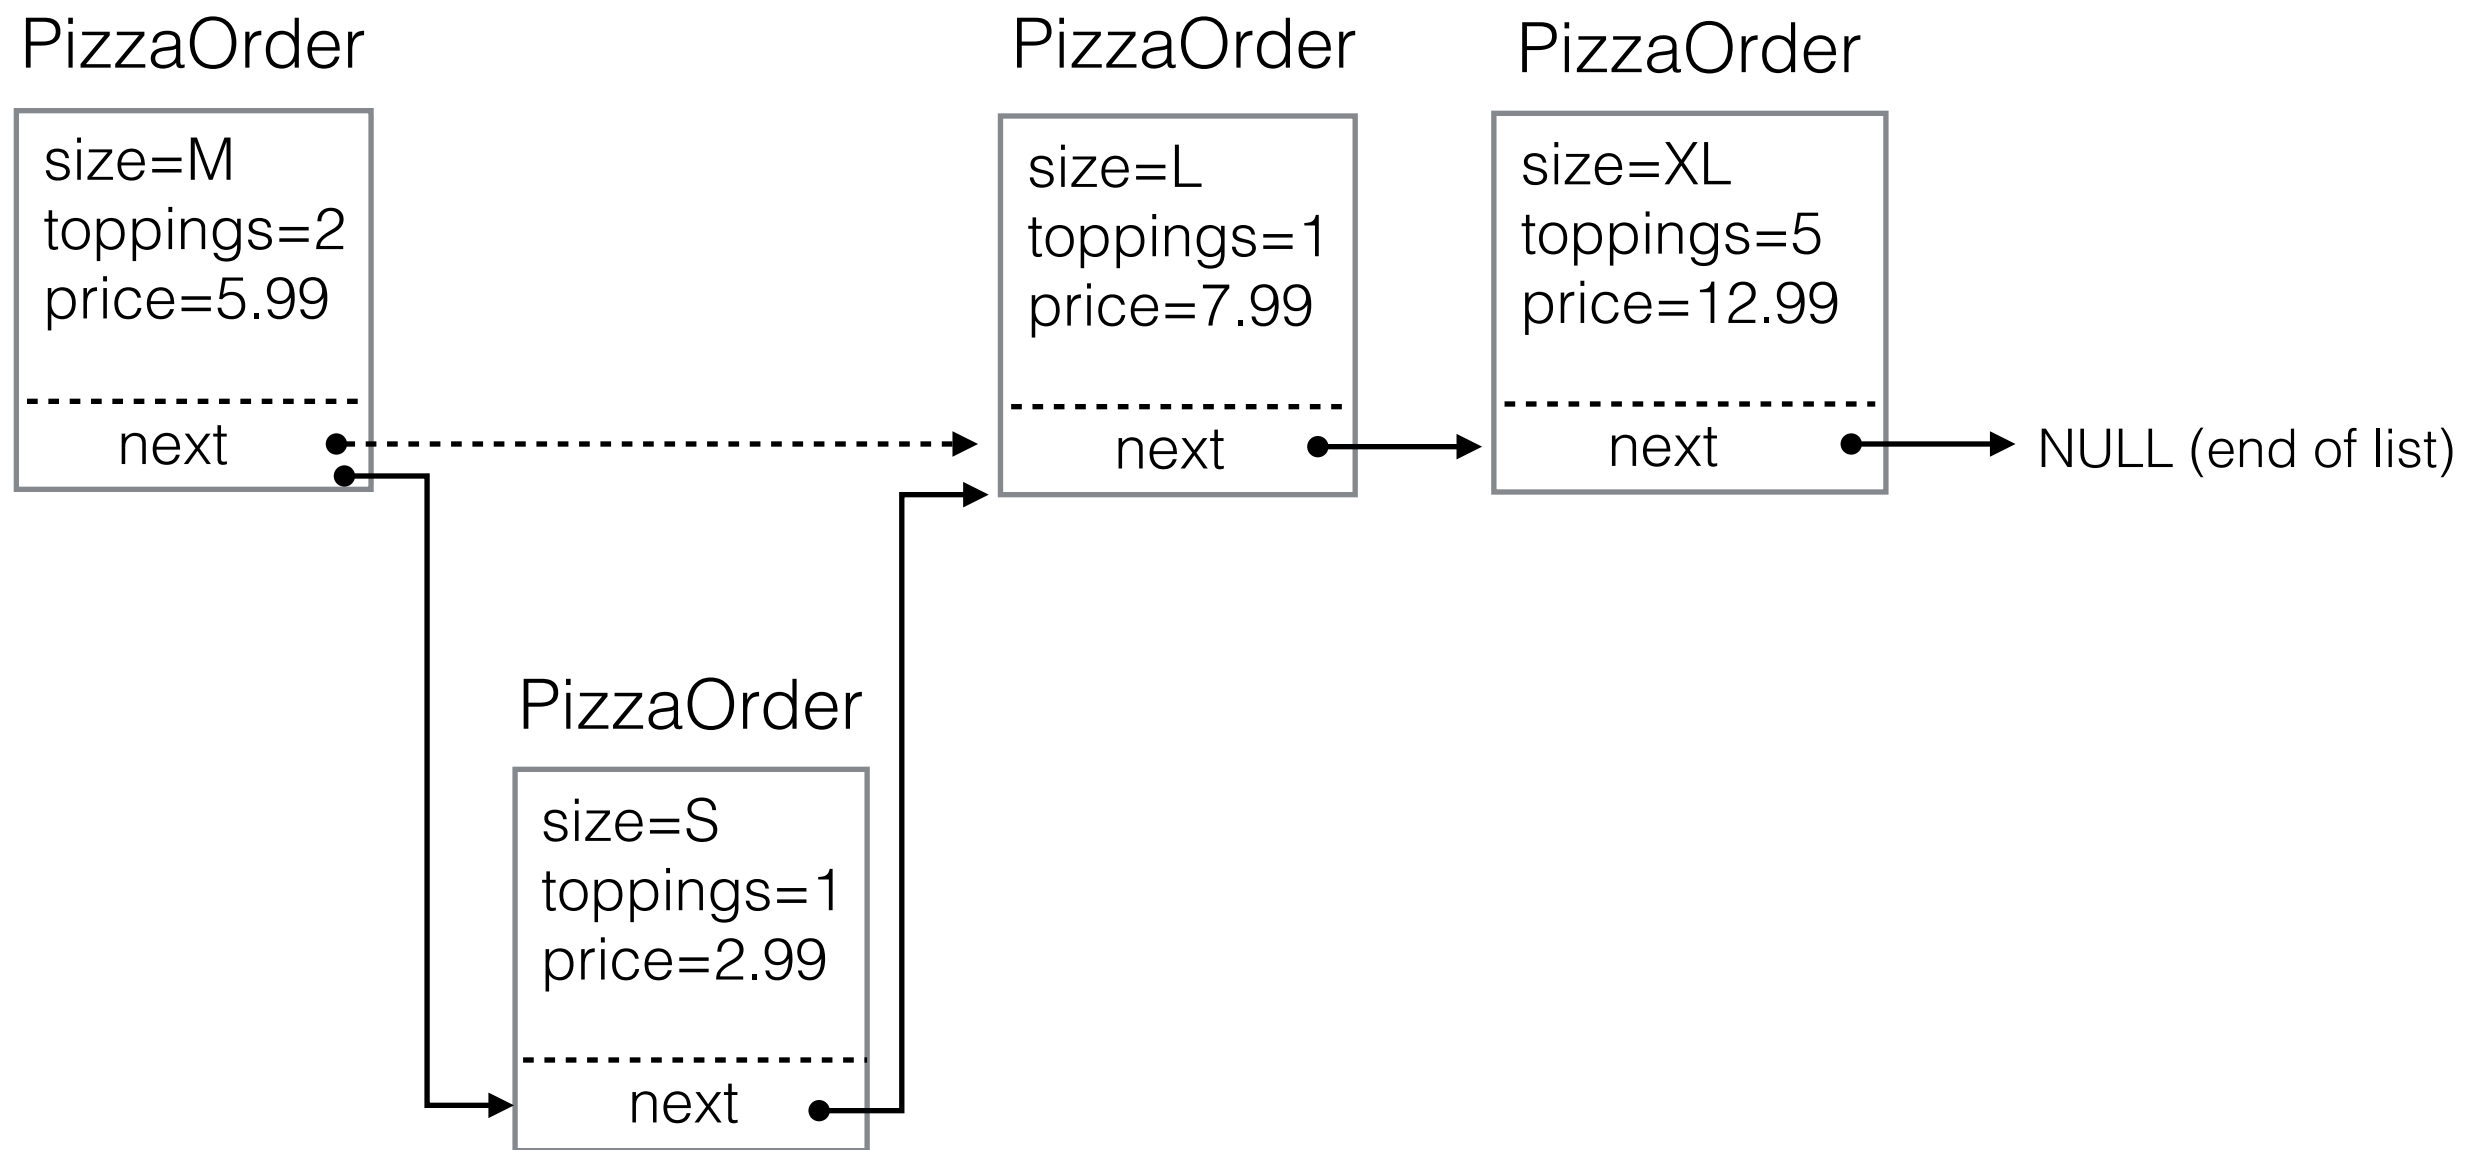 PizzaOrder
size=M
toppings=2
price=5.99
next
PizzaOrder
size=L
toppings=1
price=7.99
next
PizzaOrder
size=XL
toppings=5
price=12.99
next
NULL (end of list)
PizzaOrder
size=S
toppings=1
price=2.99
next